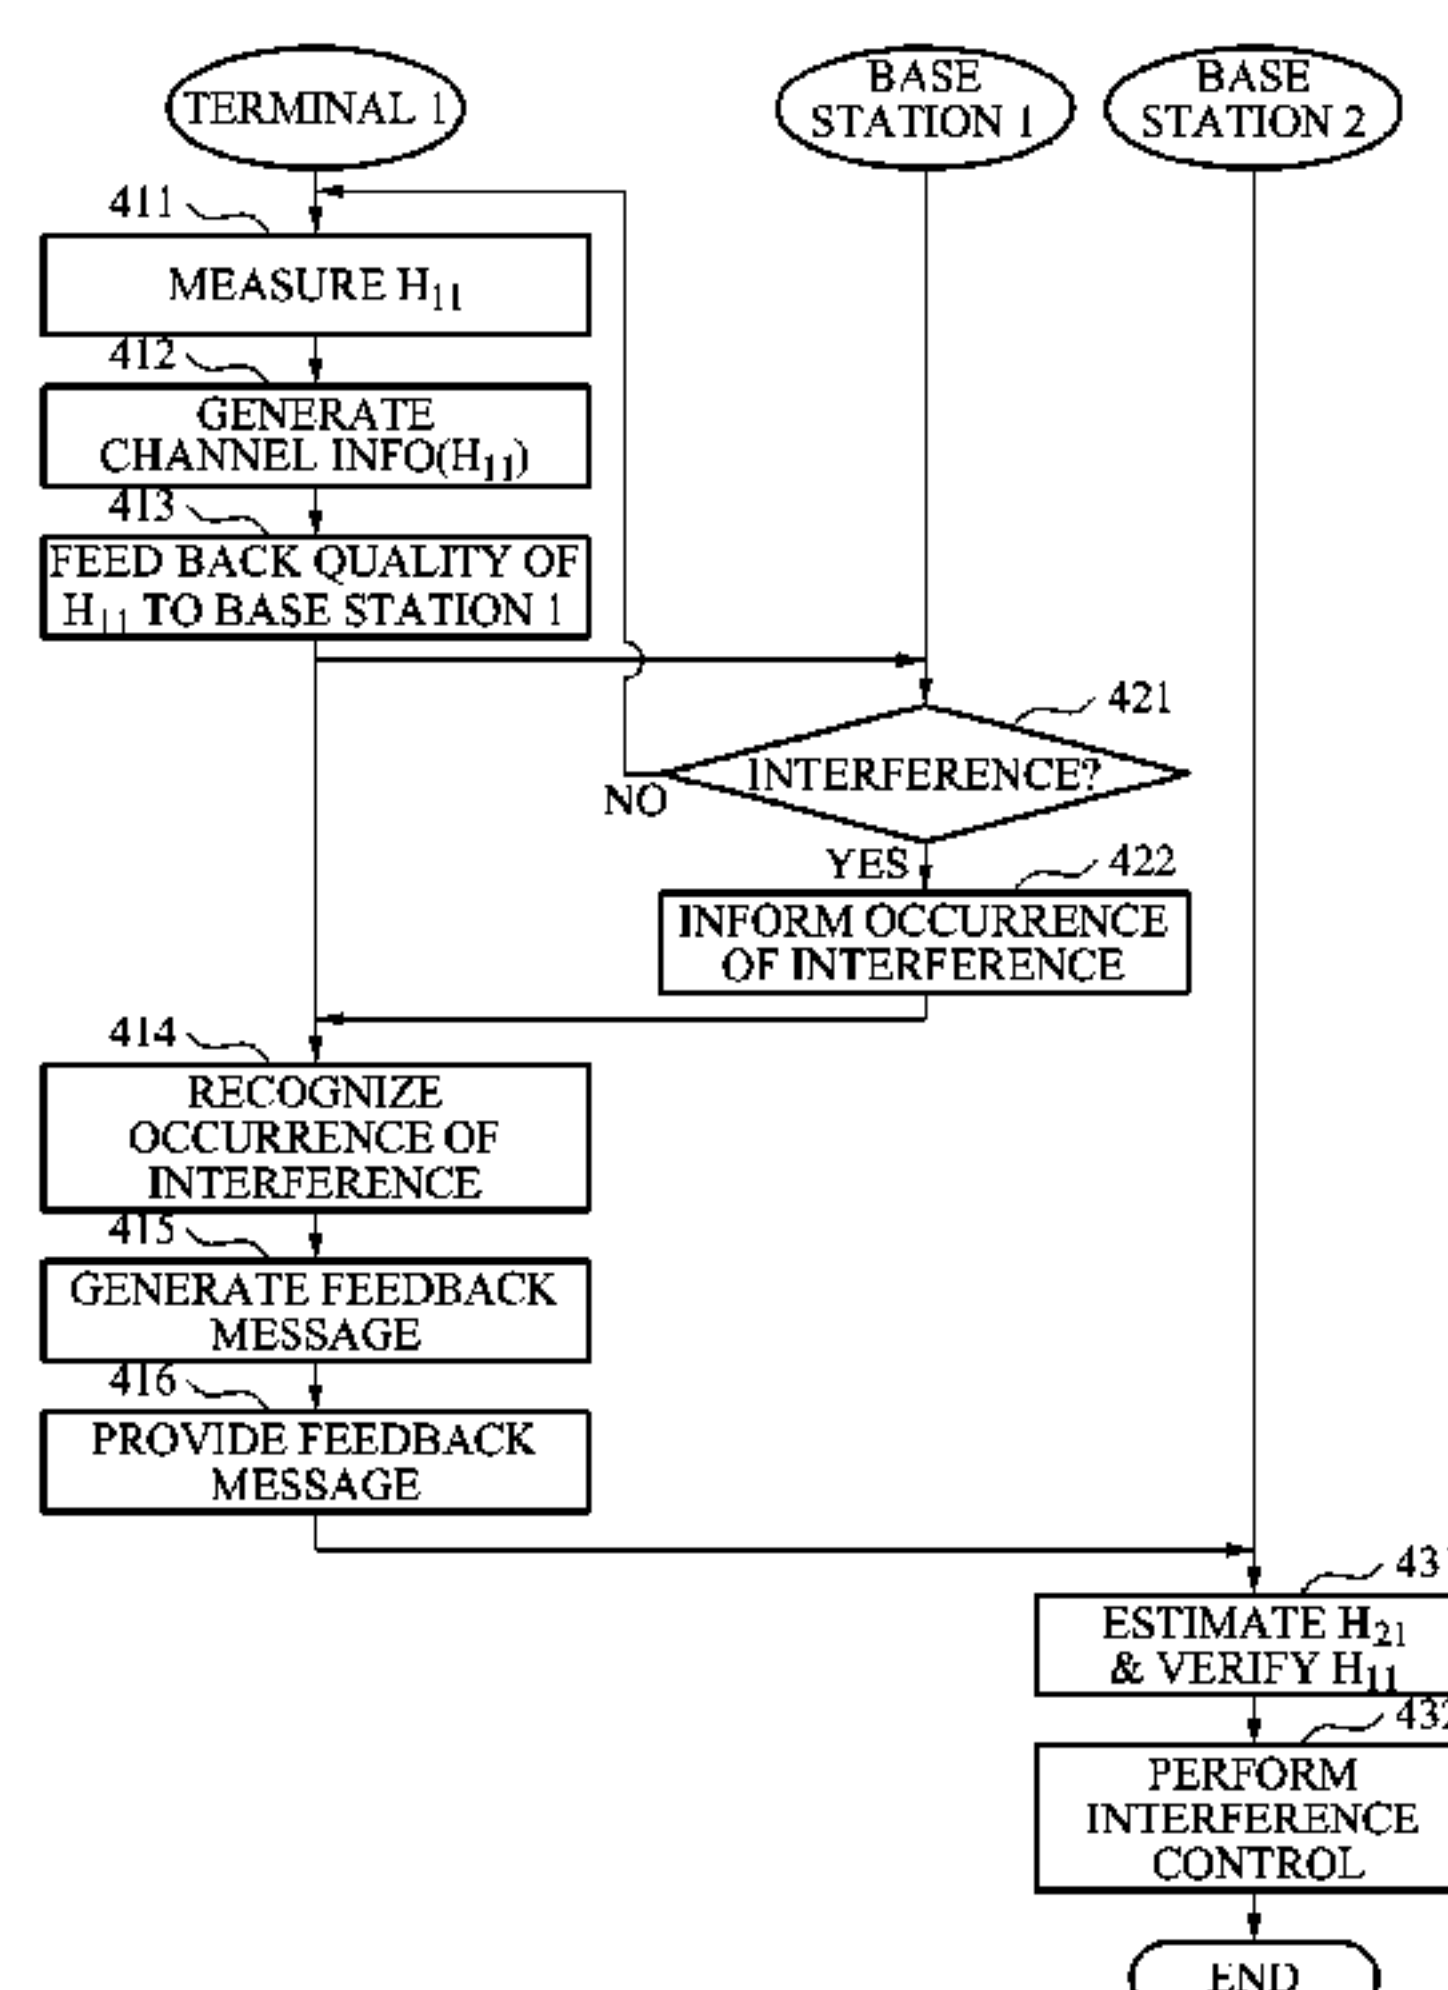 TERMINAL 1
BASE
STATION 1
BASE
STATION 2
411
MEASURE H11
412
GENERATE
CHANNEL INFO(H11)
413
FEED BACK QUALITY OF
H11 TO BASE STATION 1
421
INTERFERENCE?
NO
YES
422
INFORM OCCURRENCE
OF INTERFERENCE
414
RECOGNIZE
OCCURRENCE OF
INTERFERENCE
415
GENERATE FEEDBACK
MESSAGE
416
PROVIDE FEEDBACK
MESSAGE
ESTIMATE H21
& VERIFY H11
432
PERFORM
INTERFERENCE
CONTROL
END